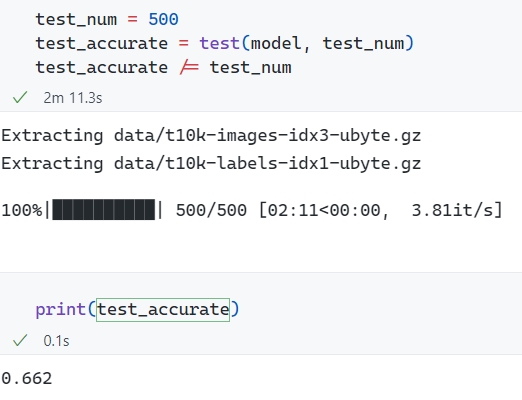 test_num = 500
test_accurate = test(model, test_num)
test_accurate /= test_num
2m 11.3s
Extracting data/t10k-images-idx3-ubyte.gz
Extracting data/t10k-labels-idx1-ubyte.gz
100%|██████████| 500/500 [02:11<00:00, 3.81it/s]
print(test_accurate)
0.1s
0.662